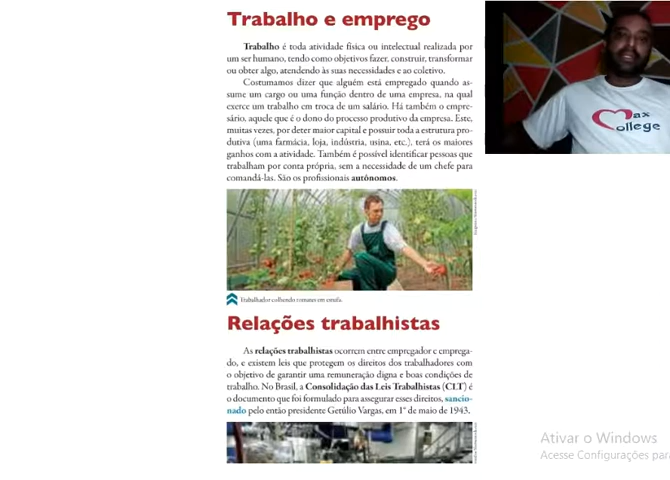 Trabalho e emprego
Trabalho é toda atividade física ou intelectual realizada por
um ser humano, tendo como objetivos fazer, construir, transformar
ou obter algo, atendendo às suas necessidades e ao coletivo.
Costumamos dizer que alguém está empregado quando as-
sume um cargo ou uma função dentro de uma empresa, na qual
exerce um trabalho em troca de um salário. Há também o empre-
sário, aquele que é o dono do processo produtivo da empresa. Este,
muitas vezes, por deter maior capital e possuir toda a estrutura pro-
dutiva (uma farmácia, loja, indústria, usina, etc.), terá os maiores
ganhos com a atividade. Também é possível identificar pessoas que
trabalham por conta própria, sem a necessidade de um chefe para
comandá-las. São os profissionais autônomos.
Trabalhador colhendo tomates em estufa.
Relações trabalhistas
As relações trabalhistas ocorrem entre empregador e emprega-
do, e existem leis que protegem os direitos dos trabalhadores com
o objetivo de garantir uma remuneração digna e boas condições de
trabalho. No Brasil, a Consolidação das Leis Trabalhistas (CLT) é
o documento que foi formulado para assegurar esses direitos, sancio-
nado pelo então presidente Getúlio Vargas, em 1º de maio de 1943.
Max
College
Ativar o Windows
Acesse Configurações par